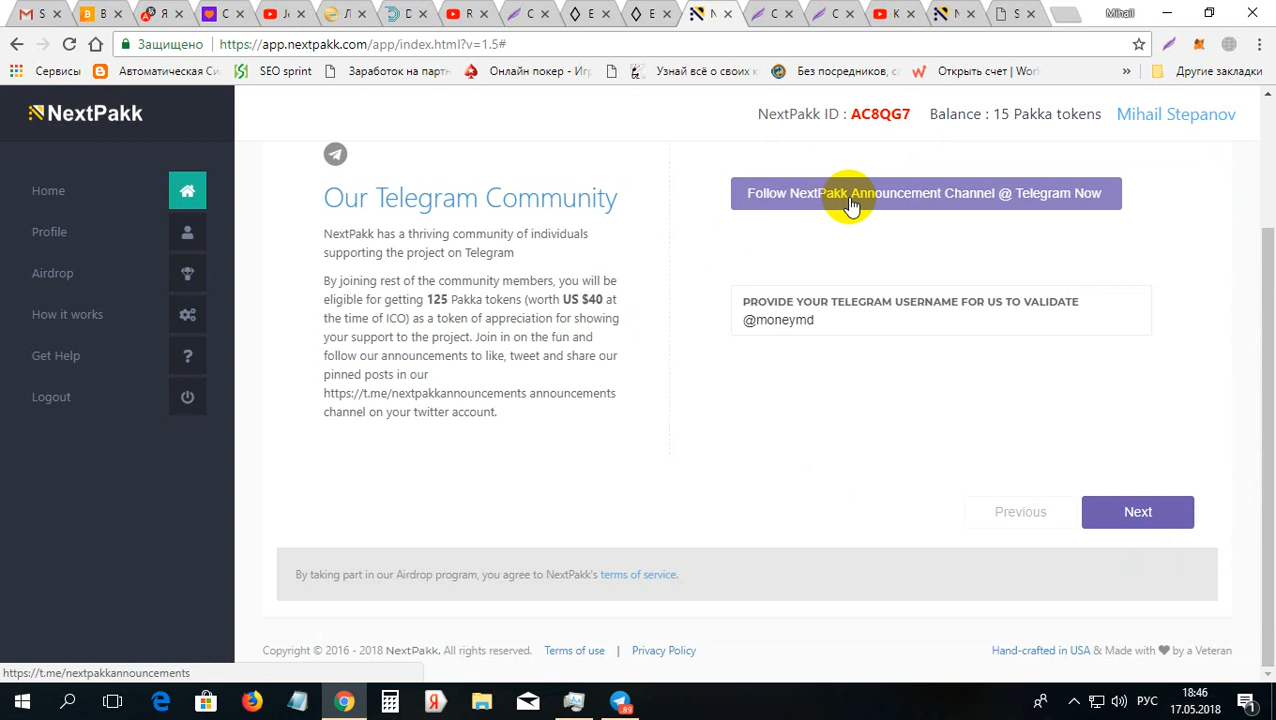 S
В
Я
С
Jc
Л
D
R
C
E
E
N
C
C
K
N
S
Mihail
Защищено
https://app.nextpakk.com/app/index.html?v=1.5#
Сервисы
Автоматическая Си
SEO sprint
Заработок на партн
Онлайн покер - Игр
Узнай всё о своих к
Без посредников, с
Открыть счет | Wor
»
Другие закладки
NextPakk
NextPakk ID : AC8QG7
Balance : 15 Pakka tokens
Mihail Stepanov
Home
Profile
Airdrop
How it works
Get Help
Logout
Our Telegram Community
NextPakk has a thriving community of individuals
supporting the project on Telegram
By joining rest of the community members, you will be
eligible for getting 125 Pakka tokens (worth US $40 at
the time of ICO) as a token of appreciation for showing
your support to the project. Join in on the fun and
follow our announcements to like, tweet and share our
pinned posts in our
https://t.me/nextpakkannouncements announcements
channel on your twitter account.
Follow NextPakk Announcement Channel @ Telegram Now
PROVIDE YOUR TELEGRAM USERNAME FOR US TO VALIDATE
@moneymd
Previous
Next
By taking part in our Airdrop program, you agree to NextPakk's terms of service.
Copyright © 2016 - 2018 NextPakk. All rights reserved.
Terms of use | Privacy Policy
Hand-crafted in USA & Made with ❤ by a Veteran
https://t.me/nextpakkannouncements
89
РУС
18:46
17.05.2018
1